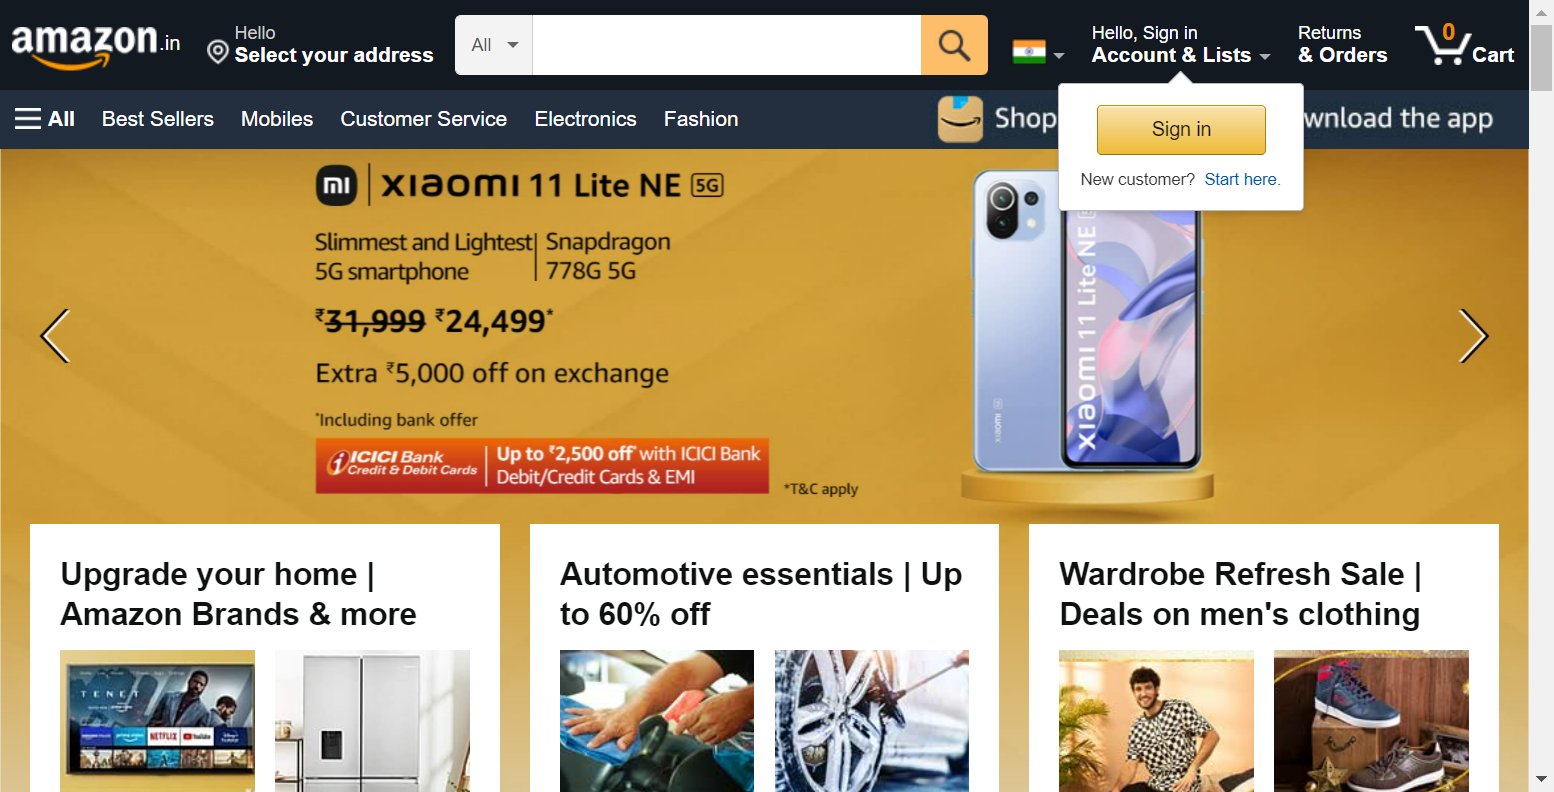 amazon.in
Hello
Select your address
All
Hello, Sign in
Account & Lists
Returns
& Orders
0
Cart
All
Best Sellers
Mobiles
Customer Service
Electronics
Fashion
Shop
wnload the app
Sign in
New customer? Start here.
mi | xiaomi 11 Lite NE 5G
Slimmest and Lightest
5G smartphone
Snapdragon
778G 5G
₹31,999 ₹24,499*
Extra ₹5,000 off on exchange
*Including bank offer
ICICI Bank
Credit & Debit Cards
Up to ₹2,500 off* with ICICI Bank
Debit/Credit Cards & EMI
*T&C apply
xiaomi
xiaomi 11 Lite NE
Upgrade your home |
Amazon Brands & more
Automotive essentials | Up
to 60% off
Wardrobe Refresh Sale |
Deals on men's clothing
TENET
NETFLIX
YouTube